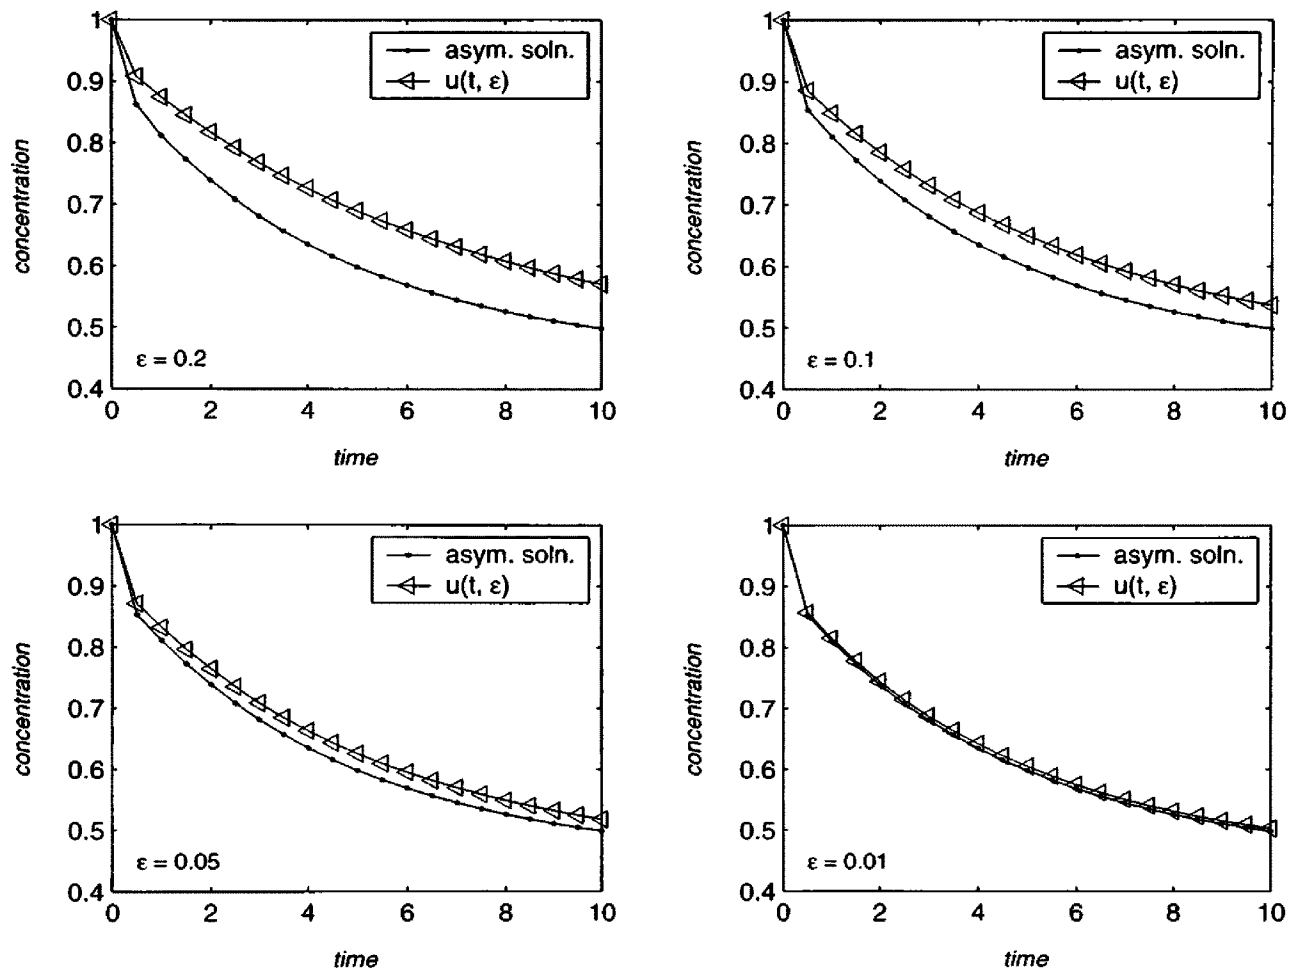 1
0.9
0.8
0.7
0.6
0.5
0.4
0 2 4 6 8 10
concentration
time
asym. soln.
u(t, ε)
ε = 0.2
1
0.9
0.8
0.7
0.6
0.5
0.4
0 2 4 6 8 10
concentration
time
asym. soln.
u(t, ε)
ε = 0.1
1
0.9
0.8
0.7
0.6
0.5
0.4
0 2 4 6 8 10
concentration
time
asym. soln.
u(t, ε)
ε = 0.05
1
0.9
0.8
0.7
0.6
0.5
0.4
0 2 4 6 8 10
concentration
time
asym. soln.
u(t, ε)
ε = 0.01